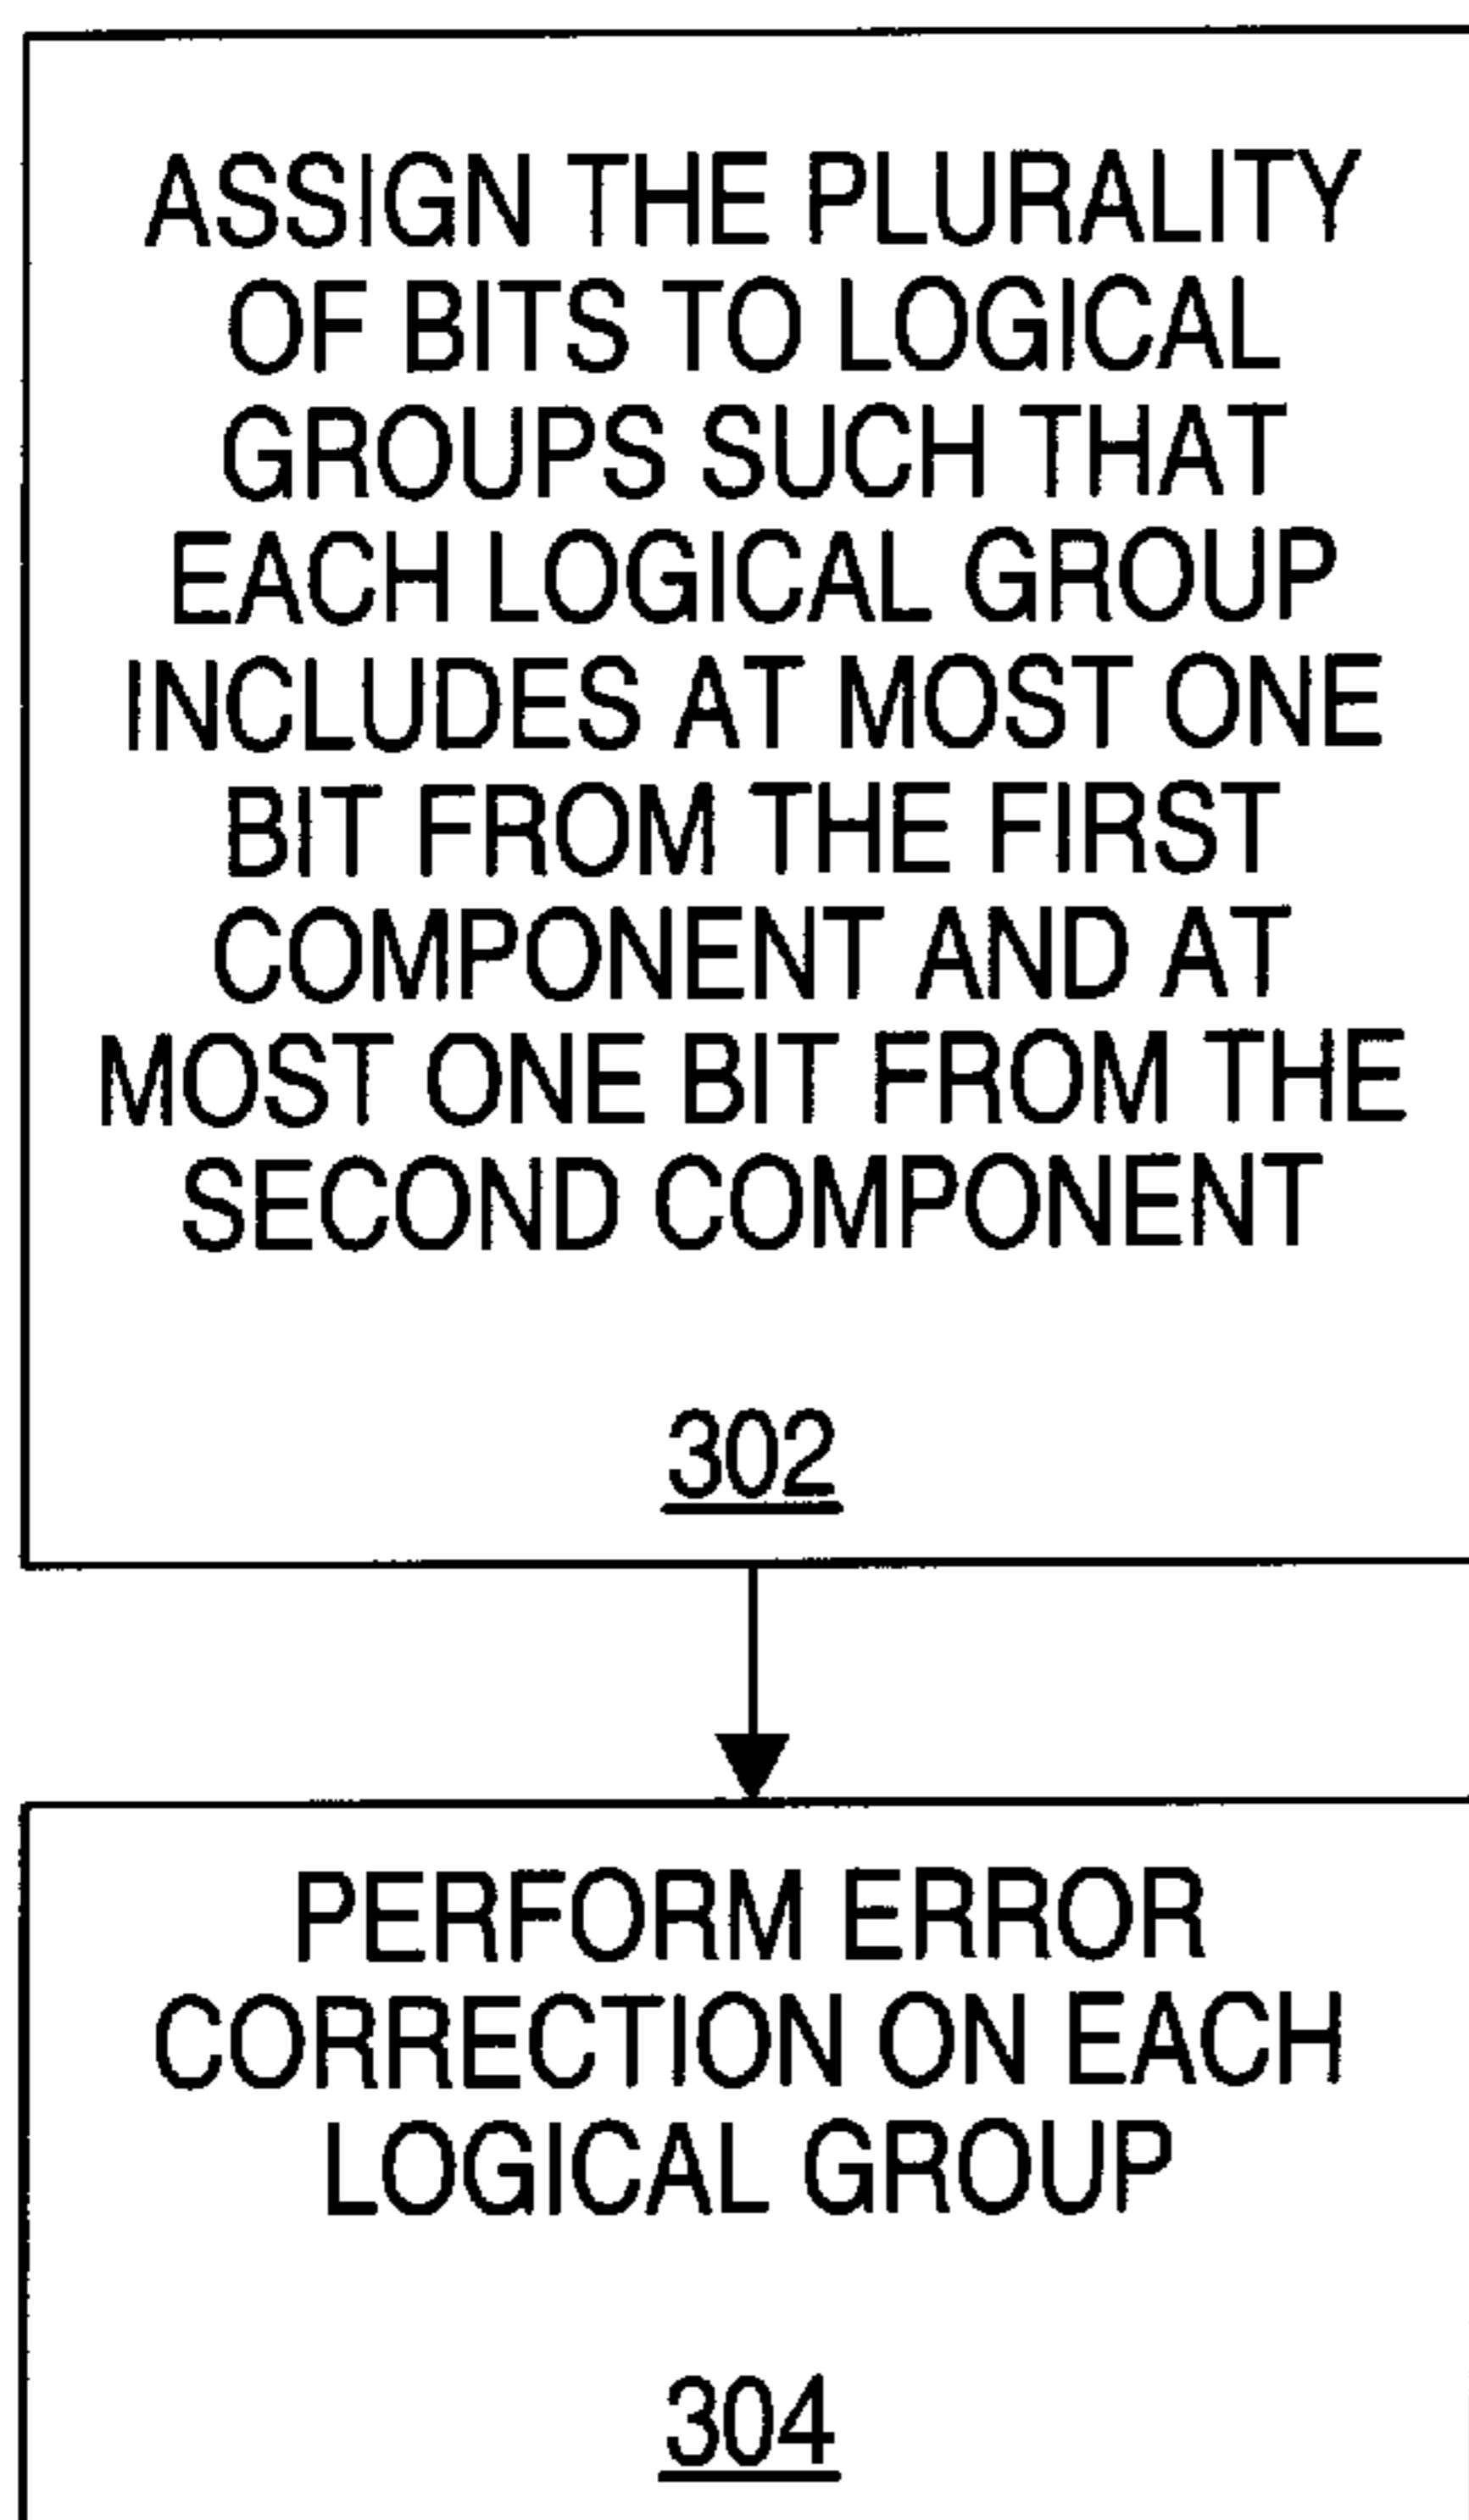 ASSIGN THE PLURALITY
OF BITS TO LOGICAL
GROUPS SUCH THAT
EACH LOGICAL GROUP
INCLUDES AT MOST ONE
BIT FROM THE FIRST
COMPONENT AND AT
MOST ONE BIT FROM THE
SECOND COMPONENT
302
PERFORM ERROR
CORRECTION ON EACH
LOGICAL GROUP
304